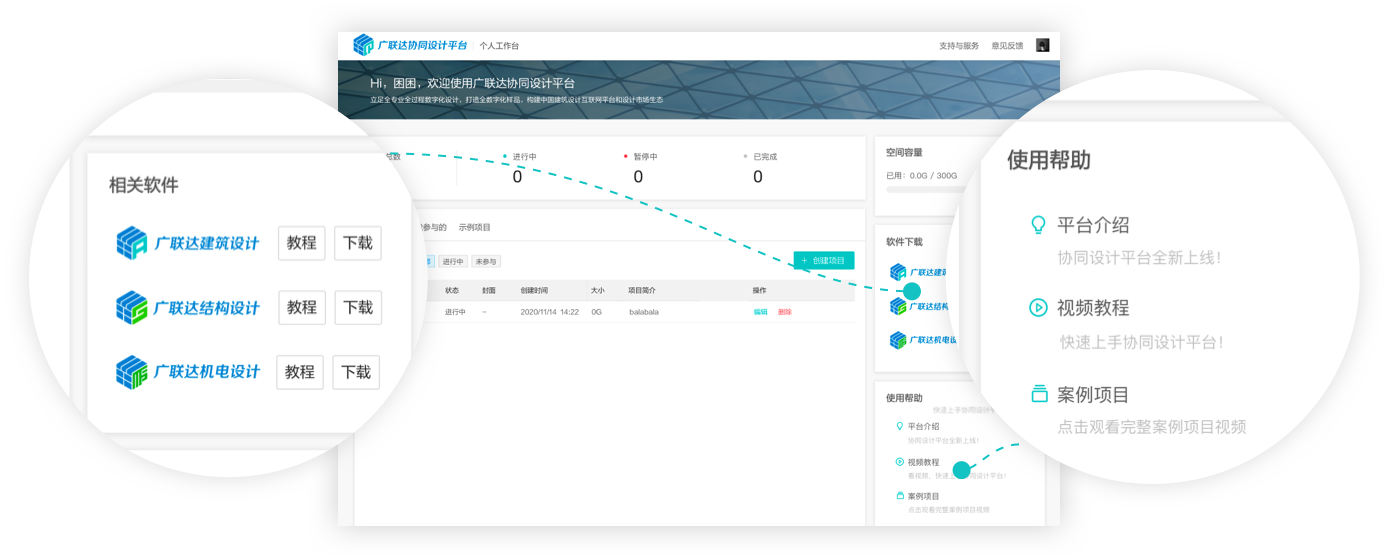 广联达协同设计平台 个人工作台 支持与服务 意见反馈
Hi，困困，欢迎使用广联达协同设计平台
立足全专业全过程数字化设计，打造全数字化样品，构建中国建筑设计互联网平台和设计市场生态
总数 进行中 暂停中 已完成
0 0 0
参与的 示例项目
进行中 未参与 + 创建项目
状态 封面 创建时间 大小 项目简介 操作
进行中 - 2020/11/14 14:22 0G balabala 编辑 删除
空间容量
已用：0.0G / 300G
软件下载
广联达建
广联达结构
广联达机电设
使用帮助
快速上手协同设计
平台介绍
协同设计平台全新上线！
视频教程
看视频，快速上 同设计平台！
案例项目
点击观看完整案例项目视频
相关软件
广联达建筑设计 教程 下载
广联达结构设计 教程 下载
广联达机电设计 教程 下载
使用帮助
平台介绍
协同设计平台全新上线！
视频教程
快速上手协同设计平台！
案例项目
点击观看完整案例项目视频